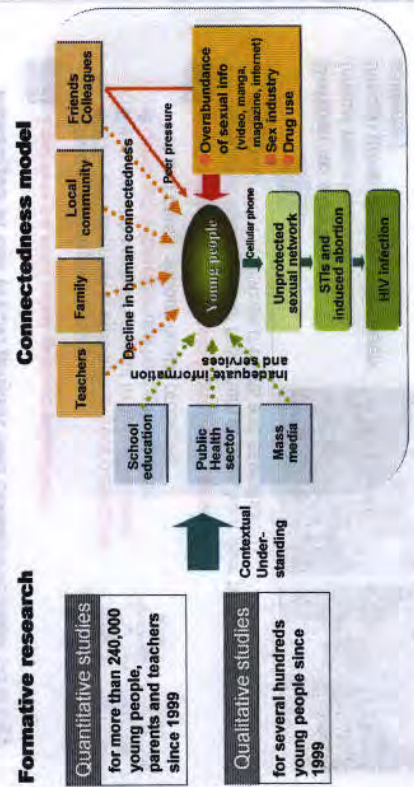 Formative research
Quantitative studies
for more than 240,000
young people,
parents and teachers
since 1999
Qualitative studies
for several hundreds
young people since
1999
Contextual
Under-
standing
Connectedness model
Teachers
Family
Local
community
Friends
Colleagues
Decline in human connectedness
Peer pressure
Overabundance
of sexual info
(video, manga,
magazine, internet)
Sex industry
Drug use
School
education
Public
Health
sector
Mass
media
Inadequate information
and services
Young people
Cellular phone
Unprotected
sexual network
STIs and
induced abortion
HIV infection